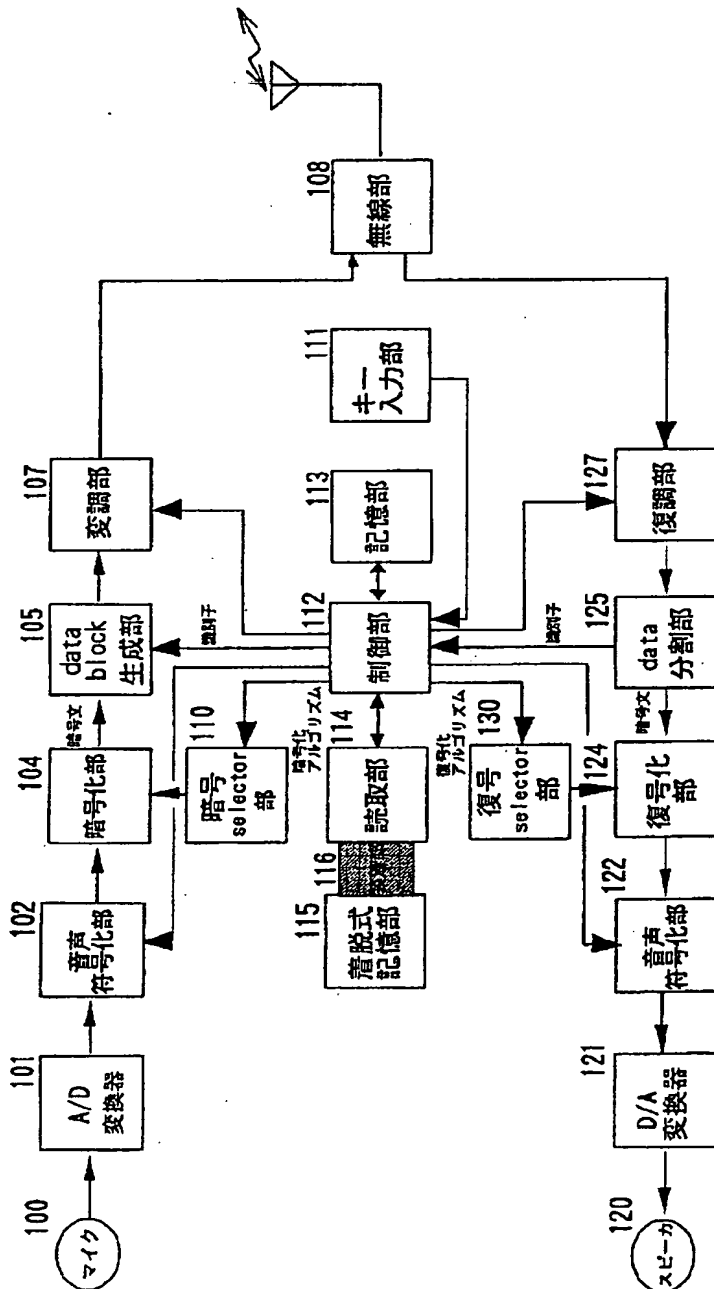 100
マイク
101
A/D
変換器
102
音声
符号化部
104
暗号化部
暗号文
105
data
block
生成部
107
変調部
108
無線部
識別子
110
暗号
selector
部
暗号化
アルゴリズム
111
キー
入力部
112
制御部
113
記憶部
114
読取部
115
着脱式
記憶部
116
復号化
アルゴリズム
130
復号
selector
部
識別子
120
スピーカ
121
D/A
変換器
122
音声
符号化部
124
復号化
部
暗号文
125
data
分割部
127
復調部